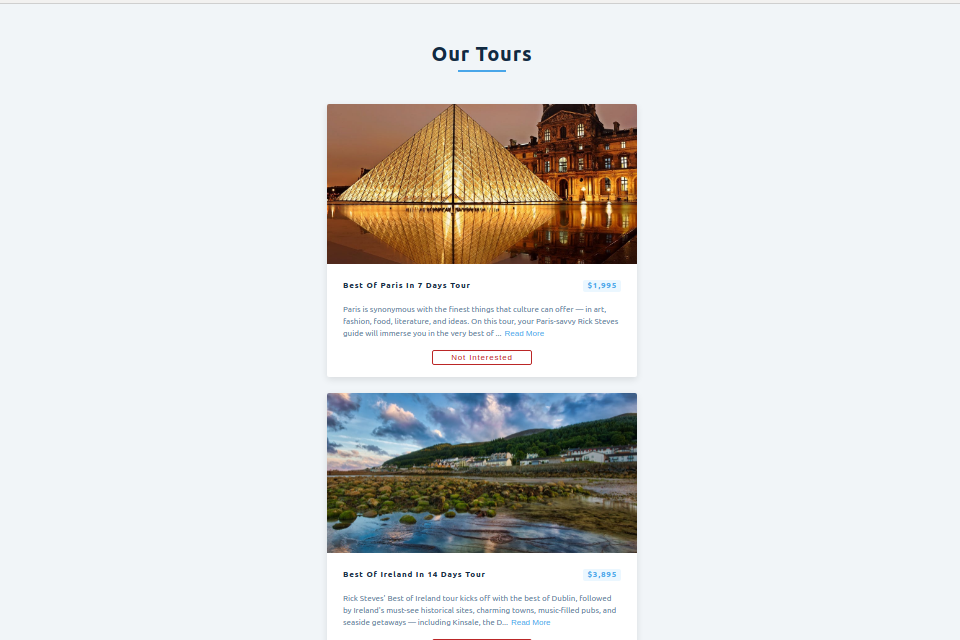 Our Tours
Best Of Paris In 7 Days Tour
$1,995
Paris is synonymous with the finest things that culture can offer — in art,
fashion, food, literature, and ideas. On this tour, your Paris-savvy Rick Steves
guide will immerse you in the very best of ... Read More
Not Interested
Best Of Ireland In 14 Days Tour
$3,895
Rick Steves' Best of Ireland tour kicks off with the best of Dublin, followed
by Ireland's must-see historical sites, charming towns, music-filled pubs, and
seaside getaways — including Kinsale, the D... Read More